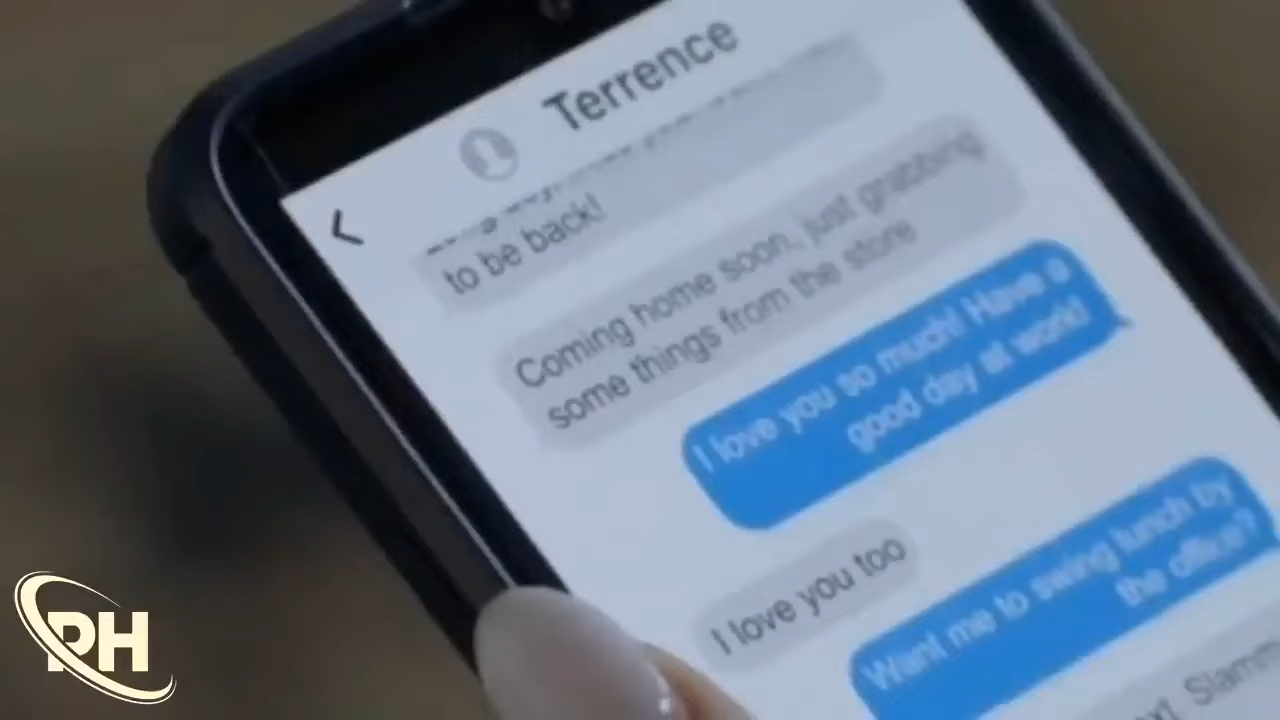 Terrence
to be back!
Coming home soon, just grabbing
some things from the store
I love you so much! Have a
good day at work!
I love you too
Want me to swing lunch by
the office?
PH